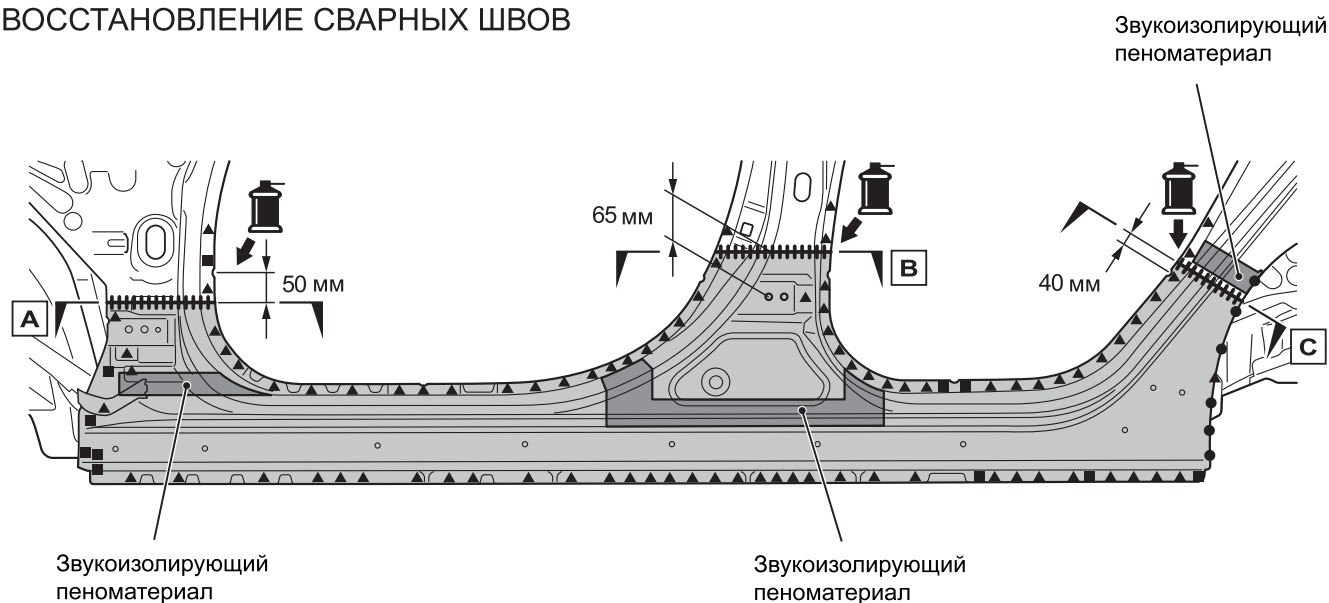 ВОССТАНОВЛЕНИЕ СВАРНЫХ ШВОВ
Звукоизолирующий
пеноматериал
65 мм
B
50 мм
40 мм
A
C
Звукоизолирующий
пеноматериал
Звукоизолирующий
пеноматериал